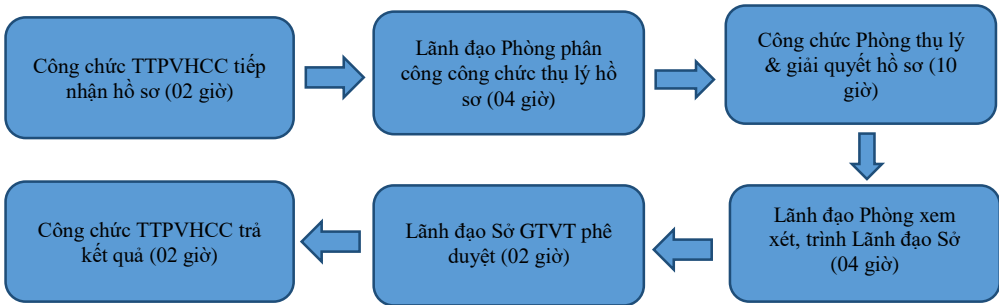 Công chức TTPVHCC tiếp
nhận hồ sơ (02 giờ)
Lãnh đạo Phòng phân
công công chức thụ lý hồ
sơ (04 giờ)
Công chức Phòng thụ lý
& giải quyết hồ sơ (10
giờ)
Lãnh đạo Phòng xem
xét, trình Lãnh đạo Sở
(04 giờ)
Lãnh đạo Sở GTVT phê
duyệt (02 giờ)
Công chức TTPVHCC trả
kết quả (02 giờ)